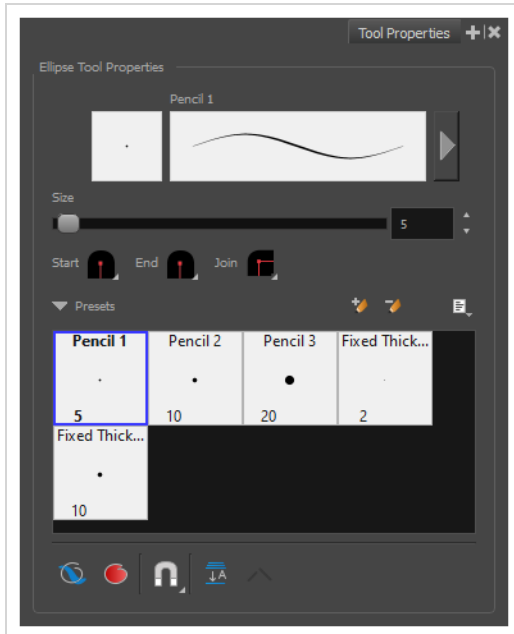 Tool Properties
Ellipse Tool Properties
Pencil 1
Size
5
Start End Join
Presets
Pencil 1 Pencil 2 Pencil 3 Fixed Thick...
5 10 20 2
Fixed Thick...
10
A